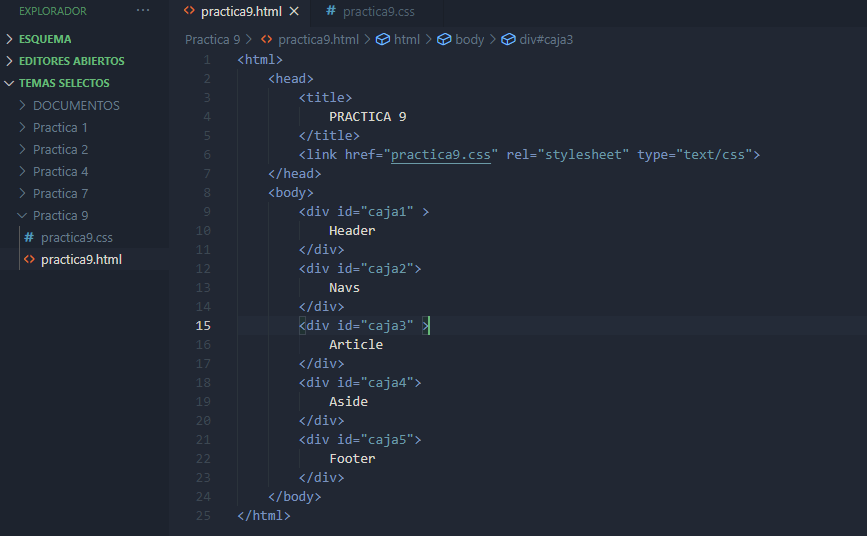 EXPLORADOR ···
practica9.html ×
# practica9.css
ESQUEMA
EDITORES ABIERTOS
TEMAS SELECTOS
DOCUMENTOS
Practica 1
Practica 2
Practica 4
Practica 7
Practica 9
# practica9.css
<> practica9.html
Practica 9 > <> practica9.html > html > body > div#caja3
1 <html>
2 <head>
3 <title>
4 PRACTICA 9
5 </title>
6 <link href="practica9.css" rel="stylesheet" type="text/css">
7 </head>
8 <body>
9 <div id="caja1" >
10 Header
11 </div>
12 <div id="caja2">
13 Navs
14 </div>
15 <div id="caja3" >
16 Article
17 </div>
18 <div id="caja4">
19 Aside
20 </div>
21 <div id="caja5">
22 Footer
23 </div>
24 </body>
25 </html>